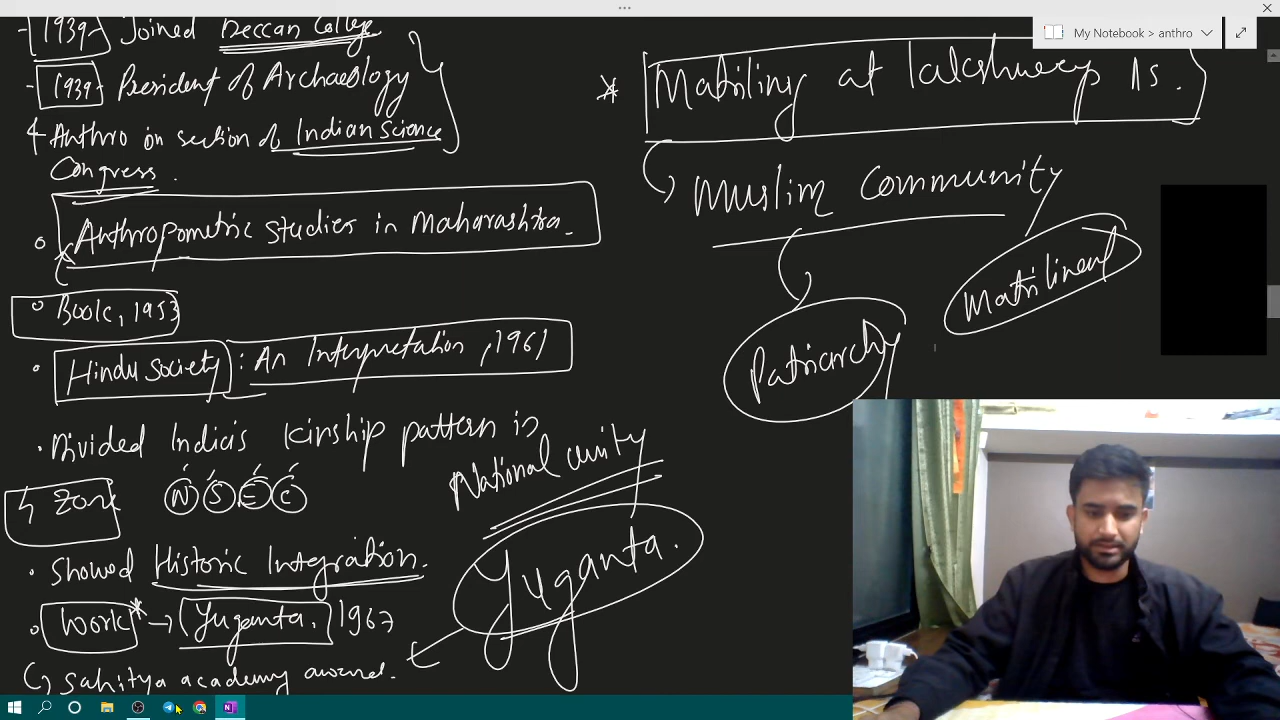 My Notebook > anthro
- 1939 - Joined Deccan College
- 1939 President of Archaeology
& Anthro in section of Indian Science
Congress.
Anthropometric studies in Maharashtra.
Book, 1953
Hindu Society : An Interpretation, 1961
Divided India's kinship pattern in
4 Zone N S E C
Showed Historic Integration.
Work* → Yuganta. 1967
Sahitya academy award.
National unity
Yuganta.
* Matriliny at lakshweep Is.
Muslim Community
Patriarchy
Matrilineal